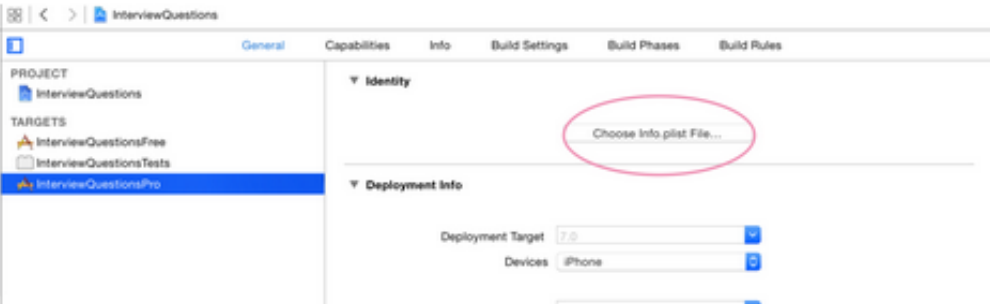 InterviewQuestions
General Capabilities Info Build Settings Build Phases Build Rules
PROJECT
InterviewQuestions
TARGETS
InterviewQuestionsFree
InterviewQuestionsTests
InterviewQuestionsPro
Identity
Choose Info.plist File...
Deployment Info
Deployment Target 7.0
Devices iPhone